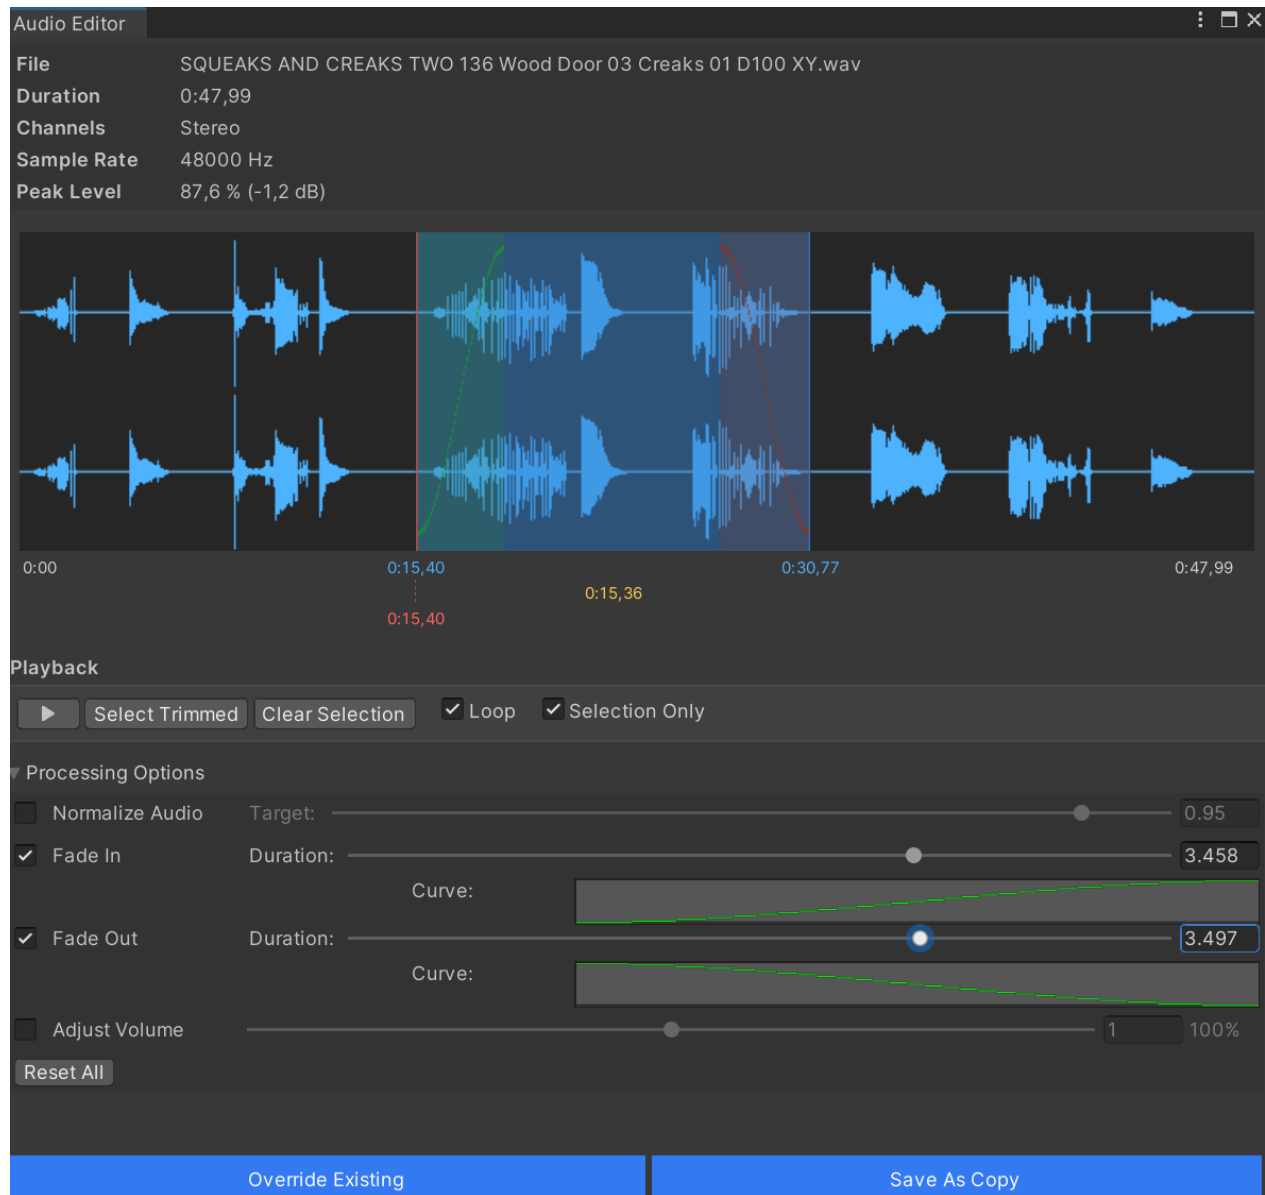 Audio Editor
File SQUEAKS AND CREAKS TWO 136 Wood Door 03 Creaks 01 D100 XY.wav
Duration 0:47,99
Channels Stereo
Sample Rate 48000 Hz
Peak Level 87,6 % (-1,2 dB)
0:00 0:15,40 0:30,77 0:47,99
0:15,36
0:15,40
Playback
Select Trimmed Clear Selection Loop Selection Only
Processing Options
Normalize Audio Target: 0.95
Fade In Duration: 3.458
Curve:
Fade Out Duration: 3.497
Curve:
Adjust Volume 1 100%
Reset All
Override Existing Save As Copy